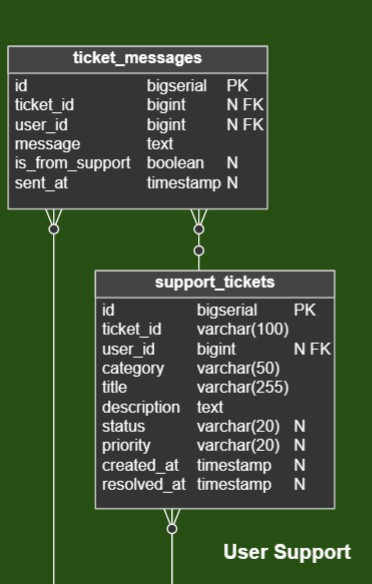 ticket_messages
id bigserial PK
ticket_id bigint N FK
user_id bigint N FK
message text
is_from_support boolean N
sent_at timestamp N
support_tickets
id bigserial PK
ticket_id varchar(100)
user_id bigint N FK
category varchar(50)
title varchar(255)
description text
status varchar(20) N
priority varchar(20) N
created_at timestamp N
resolved_at timestamp N
User Support